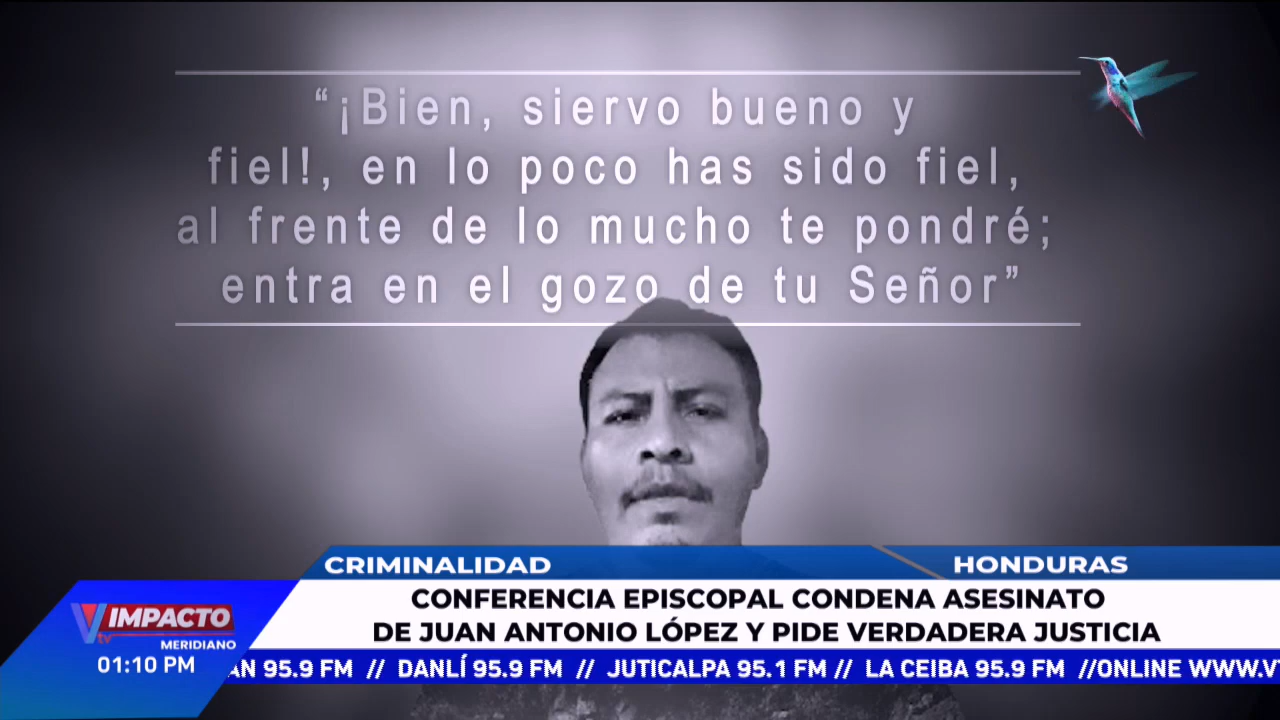 “¡Bien, siervo bueno y
fiel!, en lo poco has sido fiel,
al frente de lo mucho te pondré;
entra en el gozo de tu Señor”
CRIMINALIDAD
HONDURAS
CONFERENCIA EPISCOPAL CONDENA ASESINATO
DE JUAN ANTONIO LÓPEZ Y PIDE VERDADERA JUSTICIA
Vtv IMPACTO
MERIDIANO
01:10 PM
95.9 FM // DANLÍ 95.9 FM // JUTICALPA 95.1 FM // LA CEIBA 95.9 FM //ONLINE